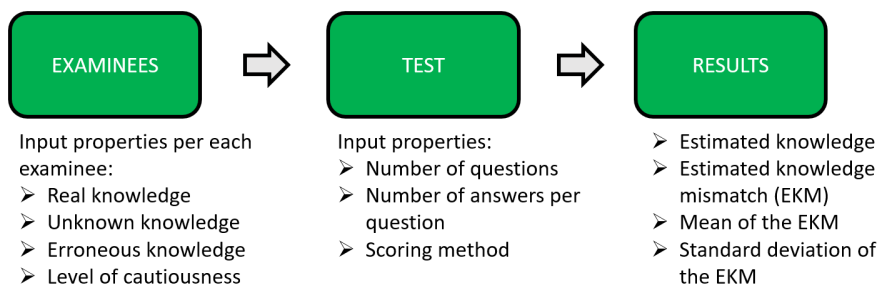 EXAMINEES
TEST
RESULTS
Input properties per each
examinee:
➢ Real knowledge
➢ Unknown knowledge
➢ Erroneous knowledge
➢ Level of cautiousness
Input properties:
➢ Number of questions
➢ Number of answers per
question
➢ Scoring method
➢ Estimated knowledge
➢ Estimated knowledge
mismatch (EKM)
➢ Mean of the EKM
➢ Standard deviation of
the EKM